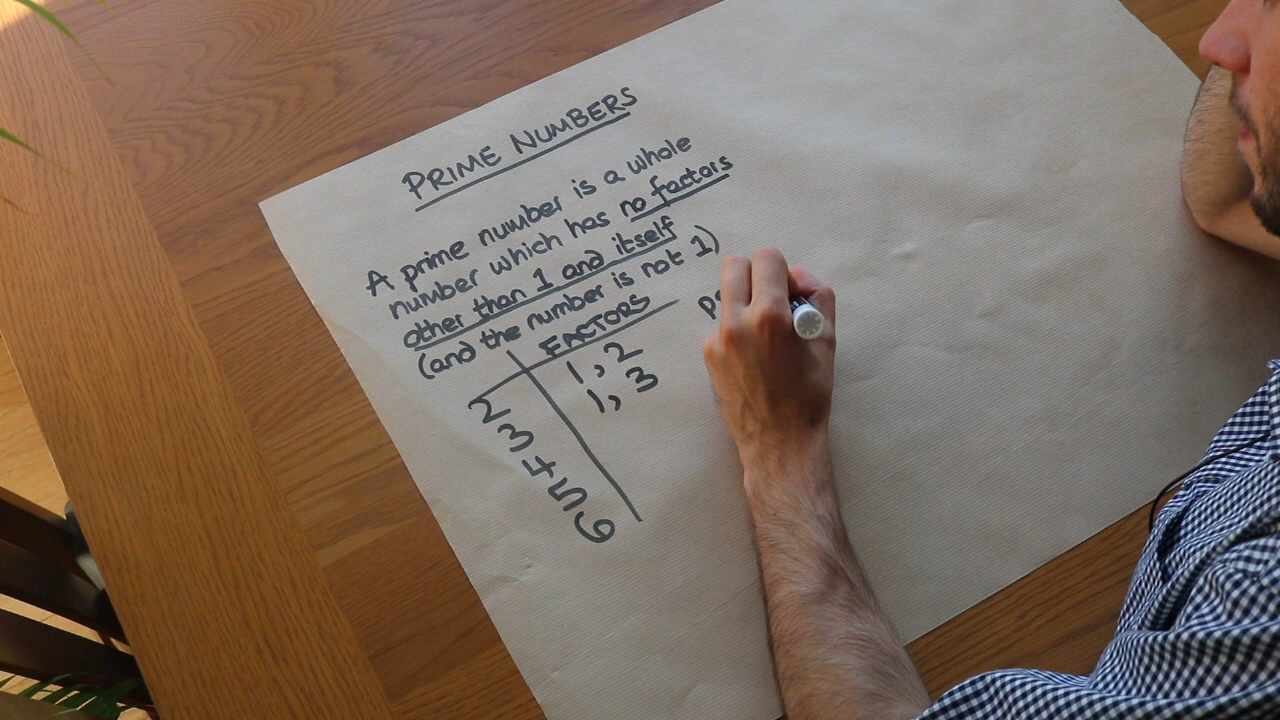 PRIME NUMBERS
A prime number is a whole
number which has no factors
other than 1 and itself
(and the number is not 1)
FACTORS
2 1, 2
3 1, 3
4
5
6